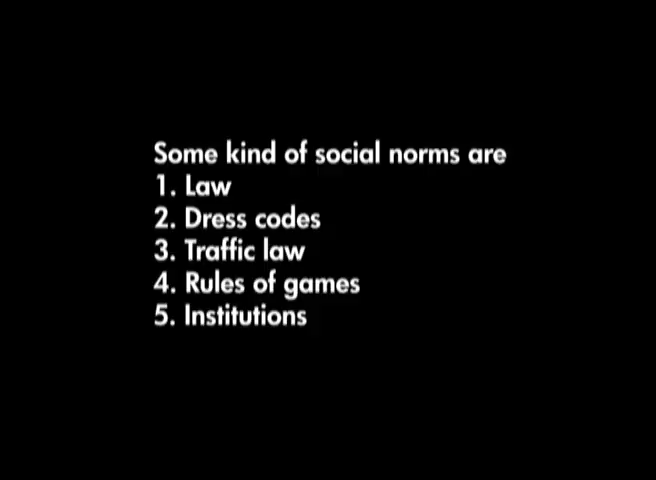 Some kind of social norms are
1. Law
2. Dress codes
3. Traffic law
4. Rules of games
5. Institutions